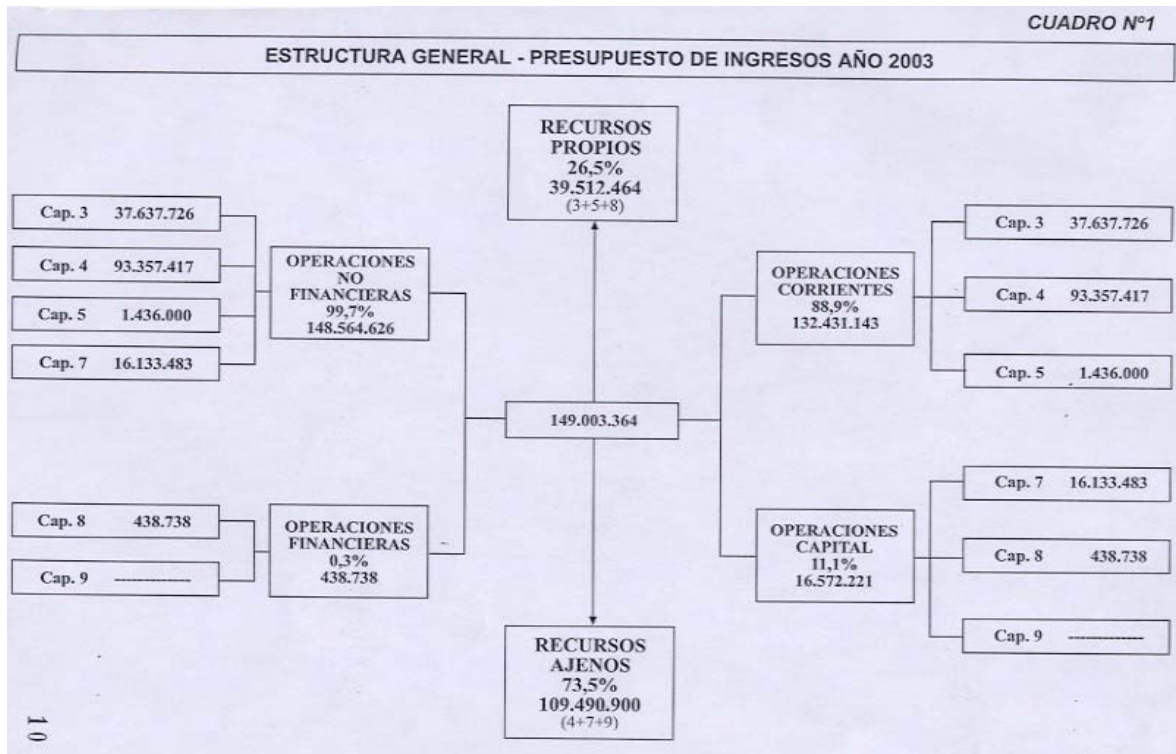 CUADRO Nº1
ESTRUCTURA GENERAL - PRESUPUESTO DE INGRESOS AÑO 2003
RECURSOS
PROPIOS
26,5%
39.512.464
(3+5+8)
Cap. 3 37.637.726
Cap. 4 93.357.417
Cap. 5 1.436.000
Cap. 7 16.133.483
OPERACIONES
NO
FINANCIERAS
99,7%
148.564.626
Cap. 8 438.738
Cap. 9 --------------
OPERACIONES
FINANCIERAS
0,3%
438.738
149.003.364
OPERACIONES
CORRIENTES
88,9%
132.431.143
Cap. 3 37.637.726
Cap. 4 93.357.417
Cap. 5 1.436.000
OPERACIONES
CAPITAL
11,1%
16.572.221
Cap. 7 16.133.483
Cap. 8 438.738
Cap. 9 --------------
RECURSOS
AJENOS
73,5%
109.490.900
(4+7+9)
10